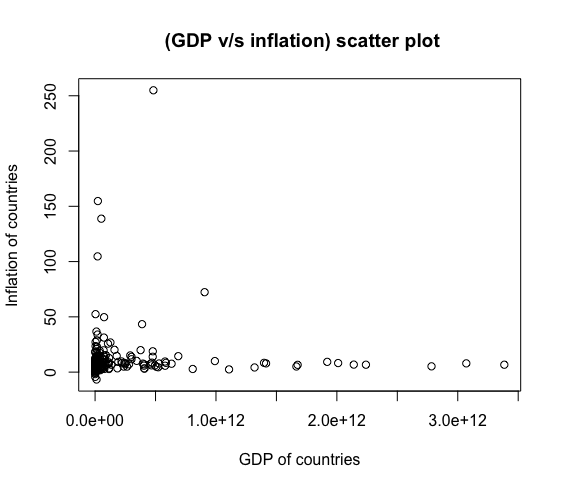 (GDP v/s inflation) scatter plot
Inflation of countries
250
200
150
100
50
0
0.0e+00 1.0e+12 2.0e+12 3.0e+12
GDP of countries